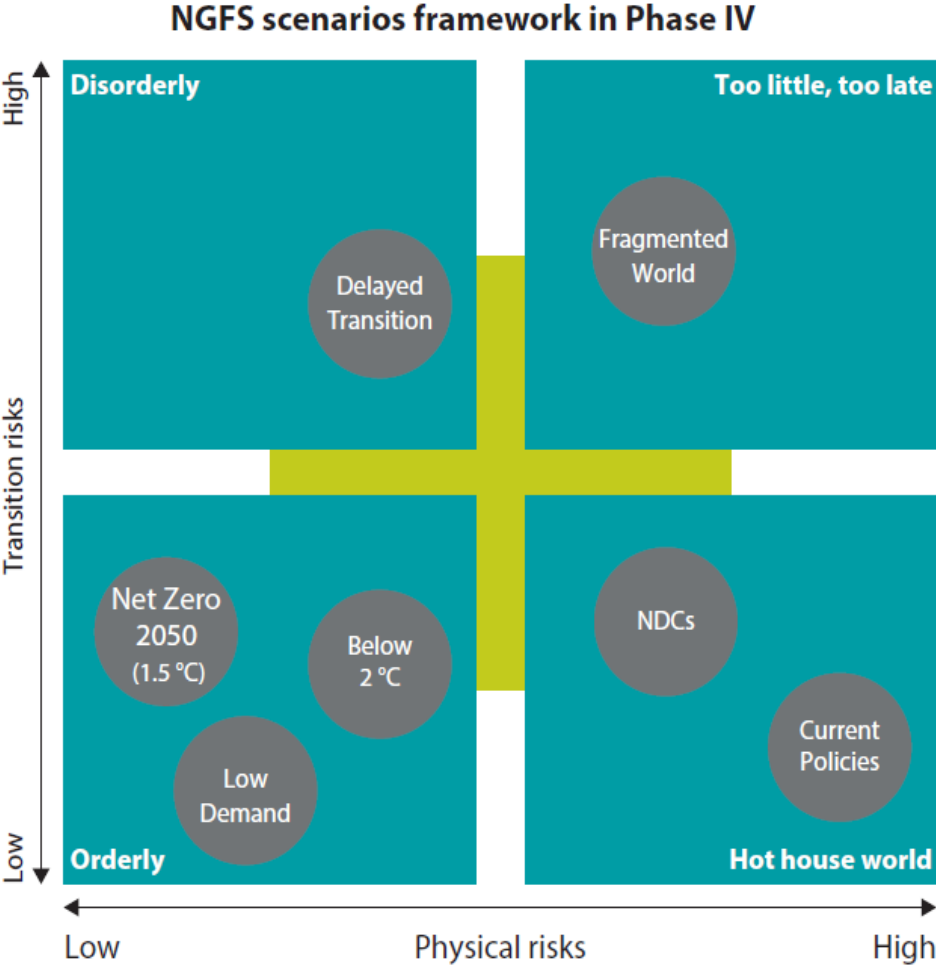 NGFS scenarios framework in Phase IV
High
Disorderly
Too little, too late
Fragmented
World
Delayed
Transition
Transition risks
Net Zero
2050
(1.5 °C)
Below
2 °C
NDCs
Low
Demand
Current
Policies
Low
Orderly
Hot house world
Low
Physical risks
High